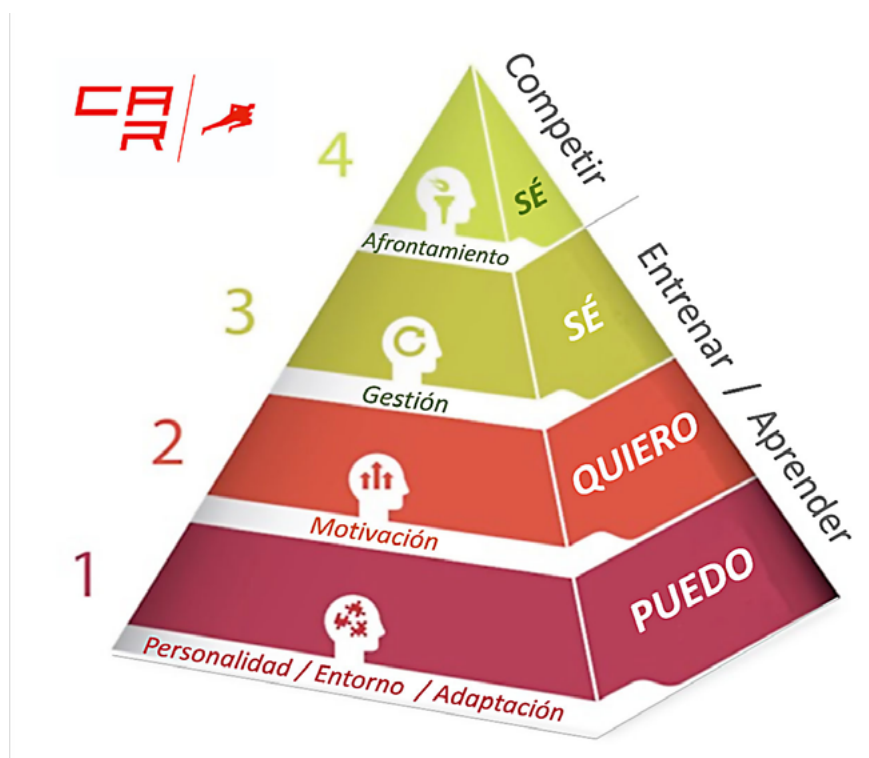 CAR
Competir
4
SÉ
Afrontamiento
Entrenar / Aprender
3
SÉ
Gestión
2
QUIERO
Motivación
1
PUEDO
Personalidad / Entorno / Adaptación